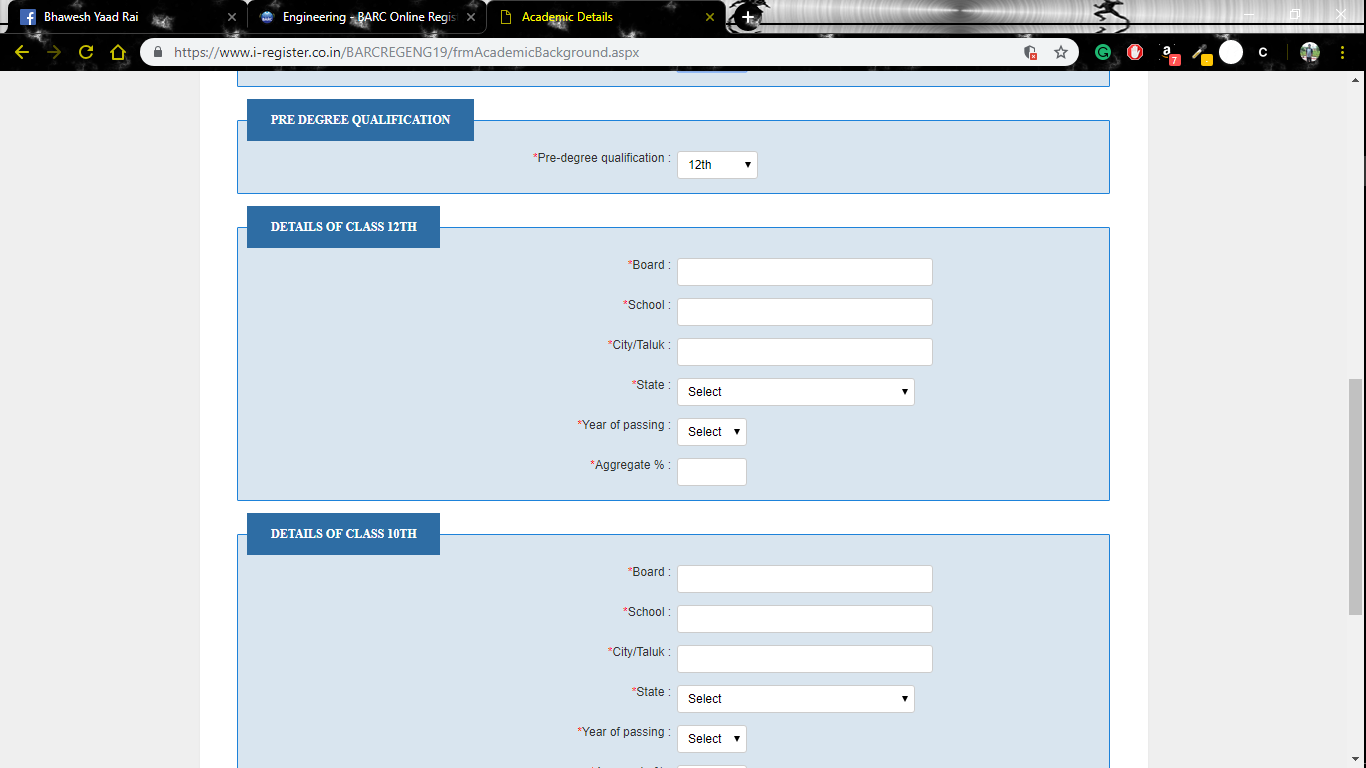 Bhawesh Yaad Rai
Engineering - BARC Online Regis
Academic Details
https://www.i-register.co.in/BARCREGENG19/frmAcademicBackground.aspx
a 7
C
PRE DEGREE QUALIFICATION
*Pre-degree qualification : 12th
DETAILS OF CLASS 12TH
*Board :
*School :
*City/Taluk :
*State : Select
*Year of passing : Select
*Aggregate % :
DETAILS OF CLASS 10TH
*Board :
*School :
*City/Taluk :
*State : Select
*Year of passing : Select